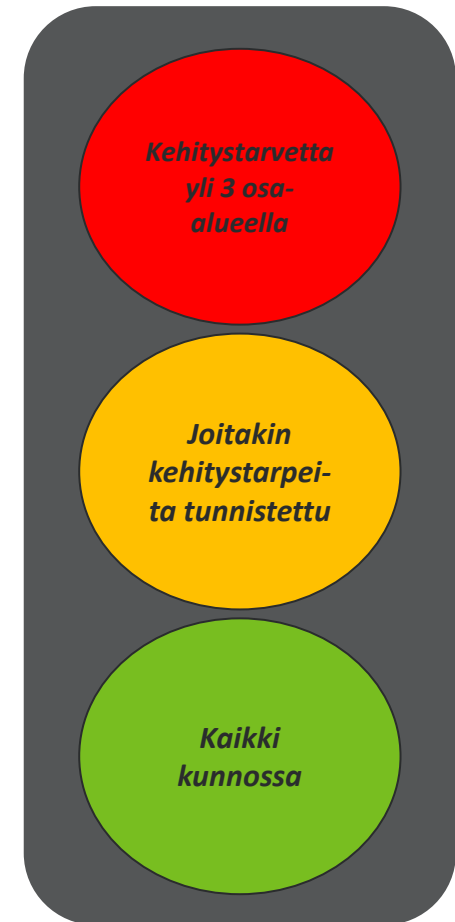 Kehitystarvetta
yli 3 osa-
alueella
Joitakin
kehitystarpei-
ta tunnistettu
Kaikki
kunnossa